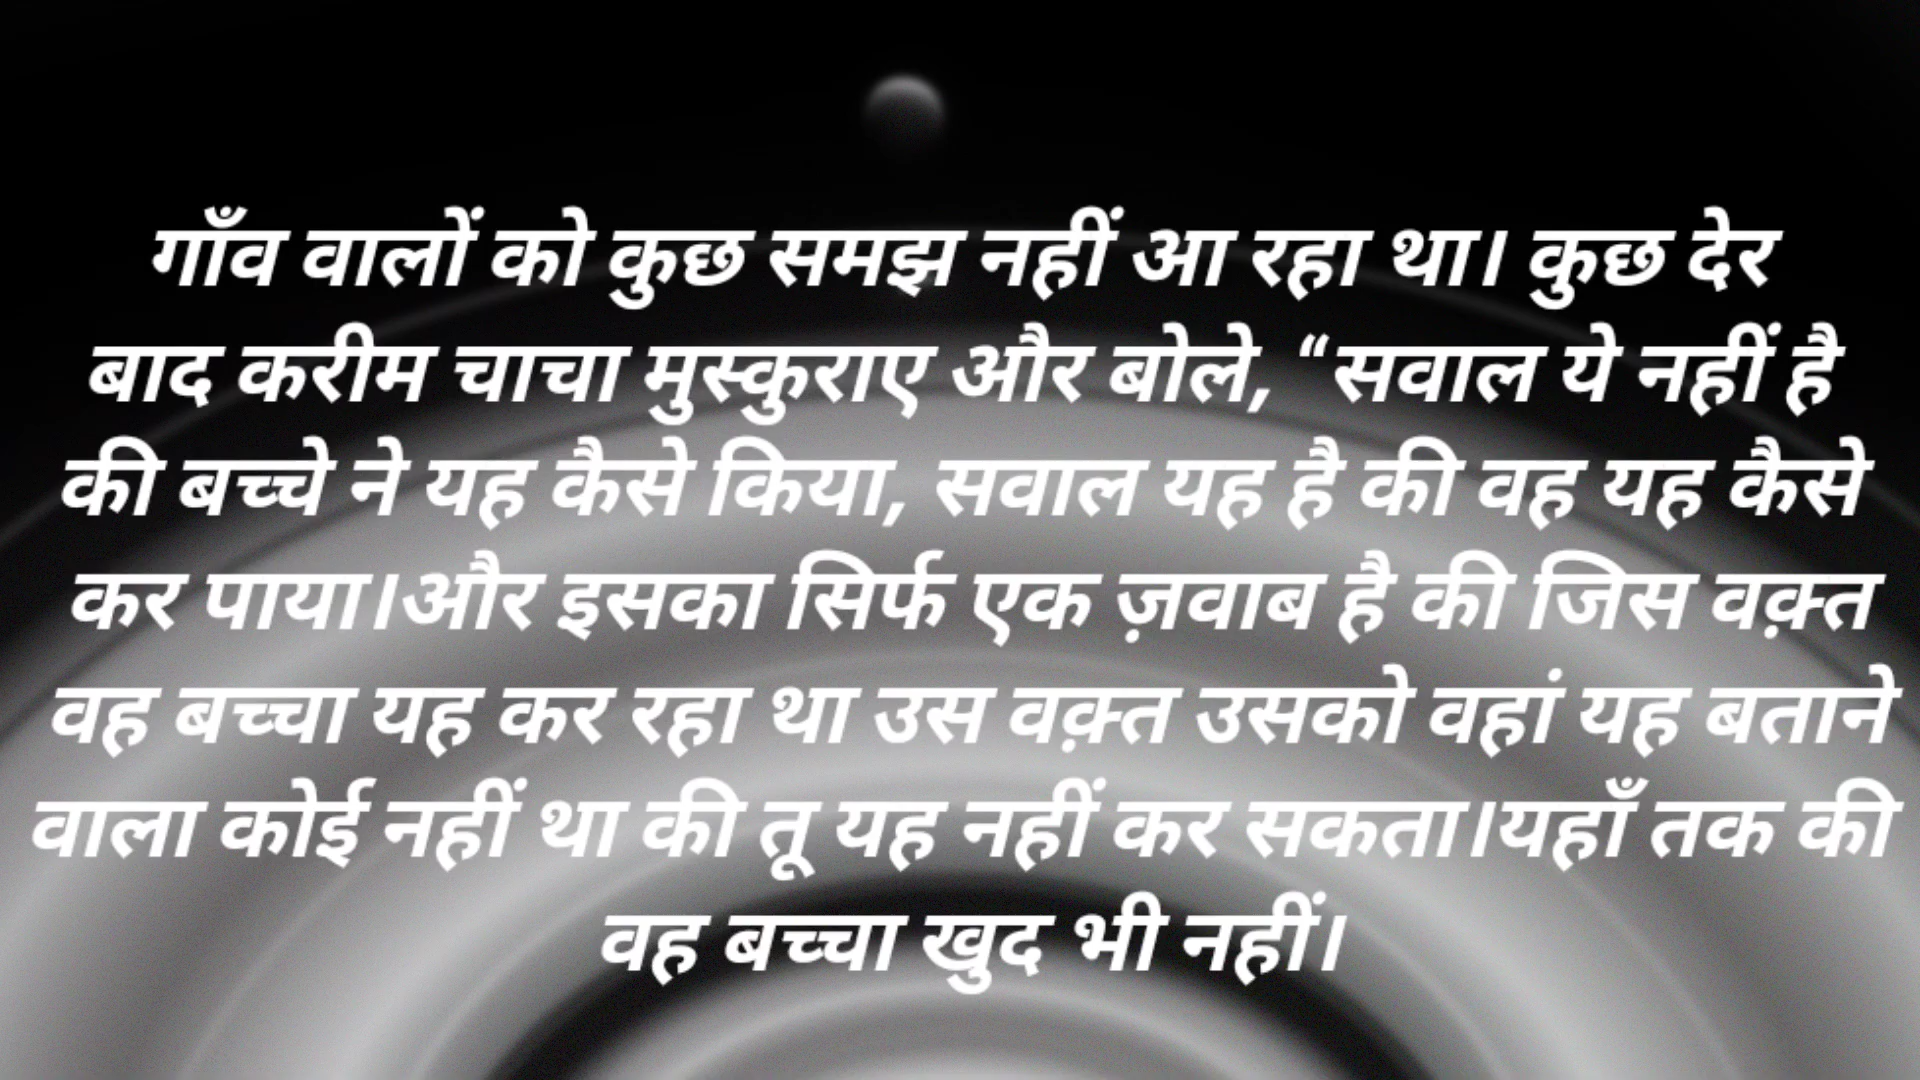 गाँव वालों को कुछ समझ नहीं आ रहा था। कुछ देर
बाद करीम चाचा मुस्कुराए और बोले, “सवाल ये नहीं है
की बच्चे ने यह कैसे किया, सवाल यह है की वह यह कैसे
कर पाया।और इसका सिर्फ एक ज़वाब है की जिस वक़्त
वह बच्चा यह कर रहा था उस वक़्त उसको वहां यह बताने
वाला कोई नहीं था की तू यह नहीं कर सकता।यहाँ तक की
वह बच्चा खुद भी नहीं।